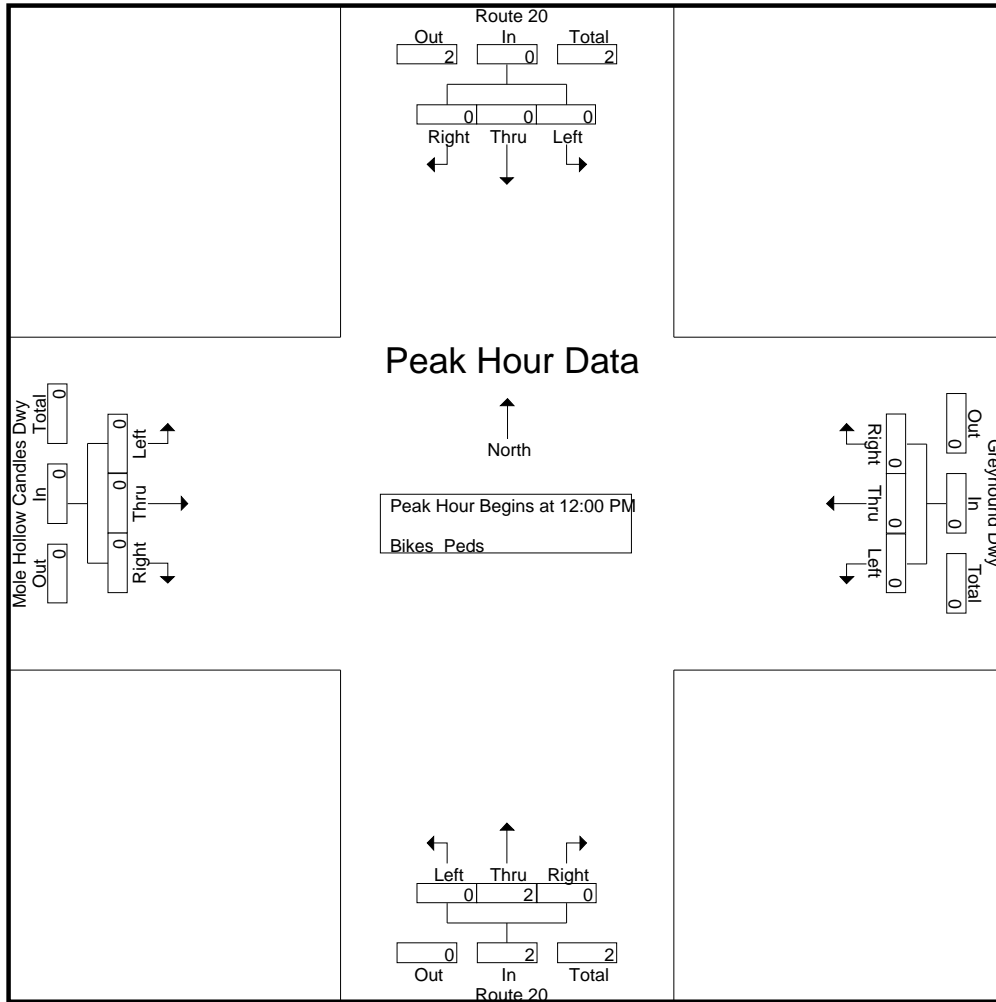 Route 20
Out In Total
2 0 2
0 0 0
Right Thru Left
Peak Hour Data
North
Peak Hour Begins at 12:00 PM
Bikes Peds
Mole Hollow Candles Dwy
Total In Out
0 0 0
0 0 0
Left Thru Right
Greyhound Dwy
Out In Total
0 0 0
0 0 0
Right Thru Left
Left Thru Right
0 2 0
0 2 2
Out In Total
Route 20